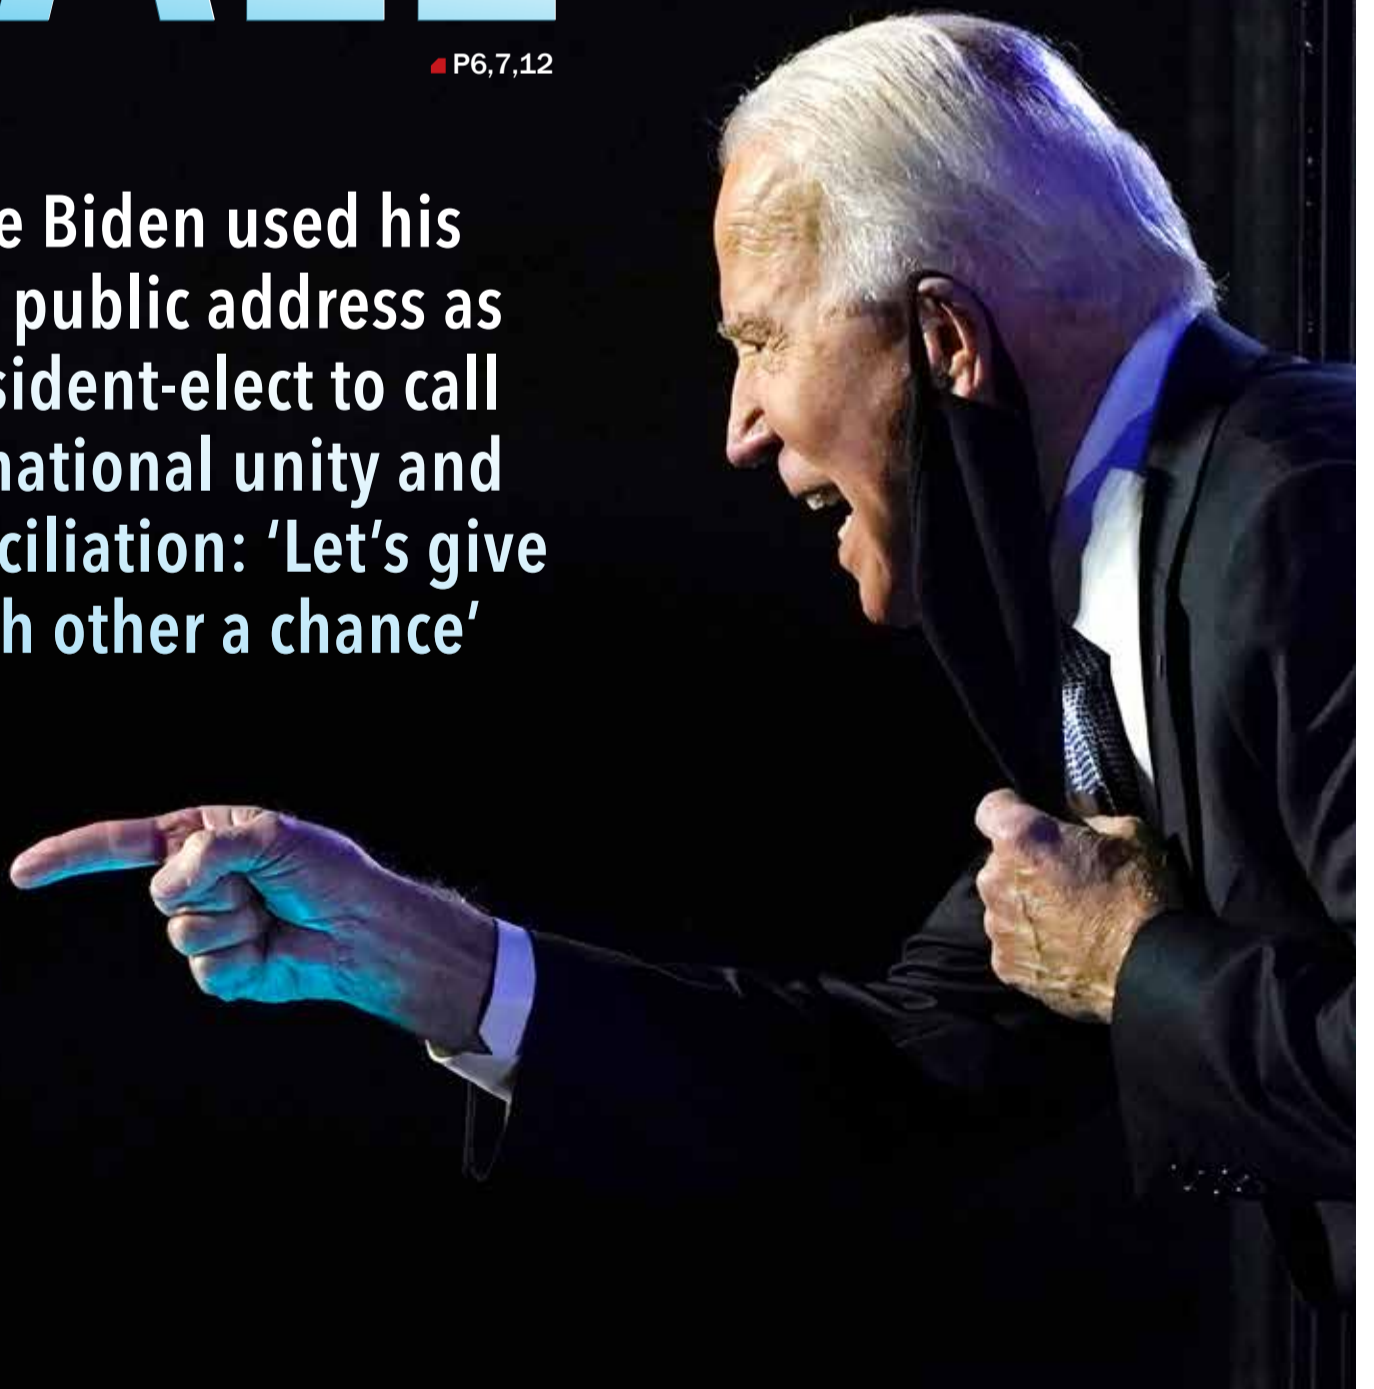 P6,7,12
e Biden used his
public address as
sident-elect to call
national unity and
ciliation: ‘Let’s give
h other a chance’